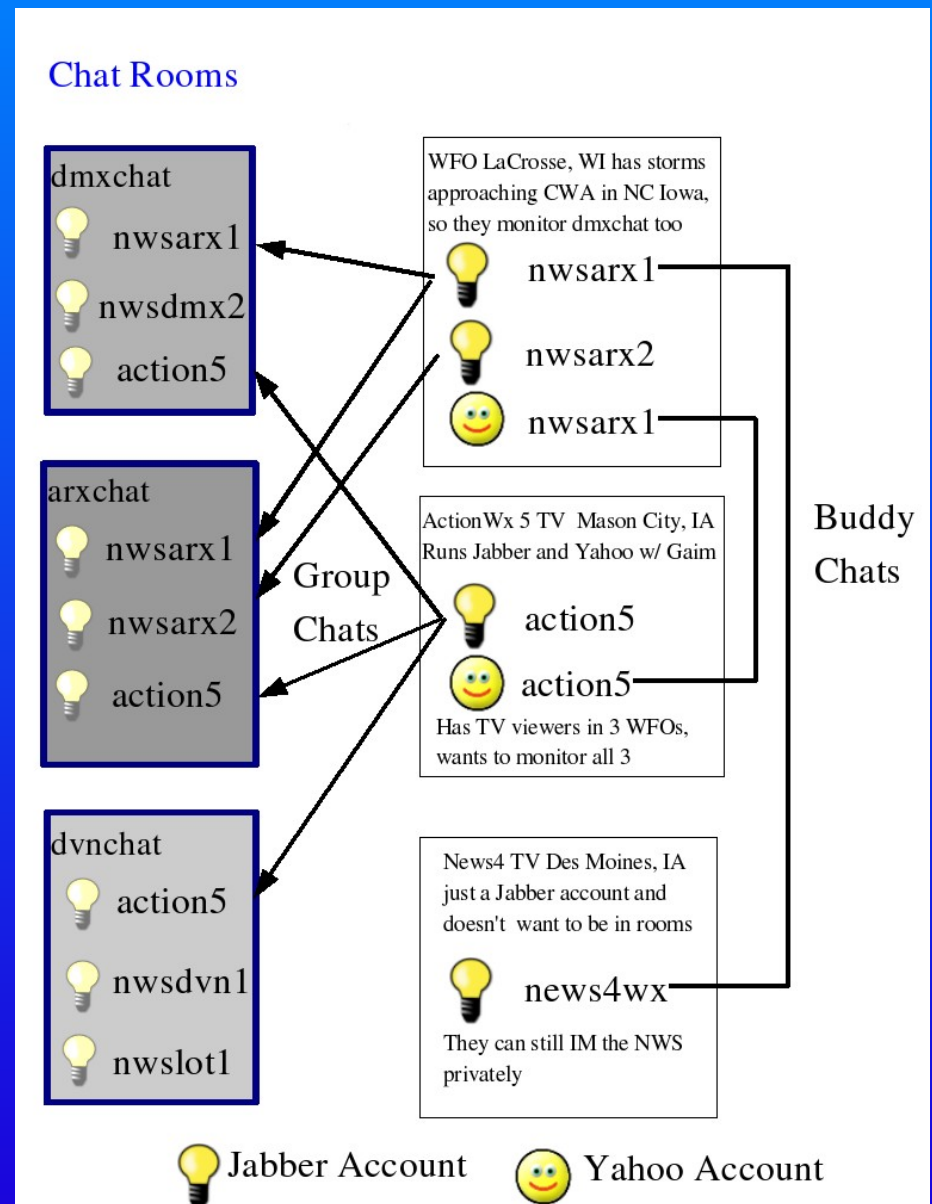 Chat Rooms
dmxchat
nwsarx1
nwsdmx2
action5
arxchat
nwsarx1
nwsarx2
action5
dvnchat
action5
nwsdvn1
nwslot1
Group
Chats
WFO LaCrosse, WI has storms
approaching CWA in NC Iowa,
so they monitor dmxchat too
nwsarx1
nwsarx2
nwsarx1
ActionWx 5 TV Mason City, IA
Runs Jabber and Yahoo w/ Gaim
action5
action5
Has TV viewers in 3 WFOs,
wants to monitor all 3
News4 TV Des Moines, IA
just a Jabber account and
doesn't want to be in rooms
news4wx
They can still IM the NWS
privately
Buddy
Chats
Jabber Account
Yahoo Account